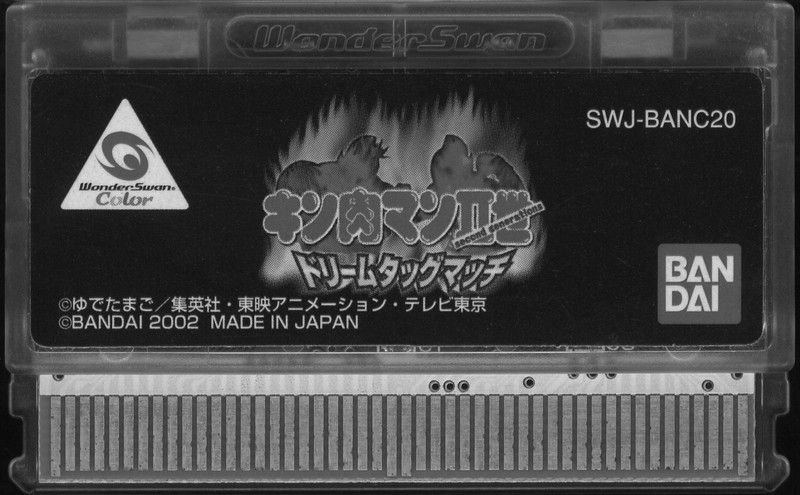 WonderSwan
SWJ-BANC20
WonderSwan
Color
キン肉マンⅡ世
second generations
ドリームタッグマッチ
BAN
DAI
©ゆでたまご／集英社・東映アニメーション・テレビ東京
©BANDAI 2002 MADE IN JAPAN